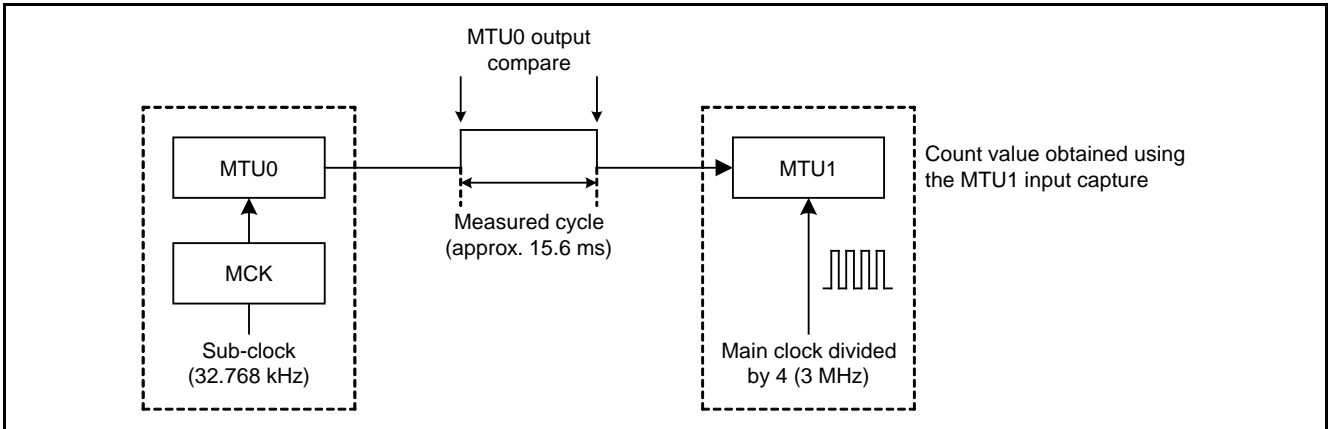 MTU0 output
compare
MTU0
MCK
Sub-clock
(32.768 kHz)
Measured cycle
(approx. 15.6 ms)
MTU1
Main clock divided
by 4 (3 MHz)
Count value obtained using
the MTU1 input capture